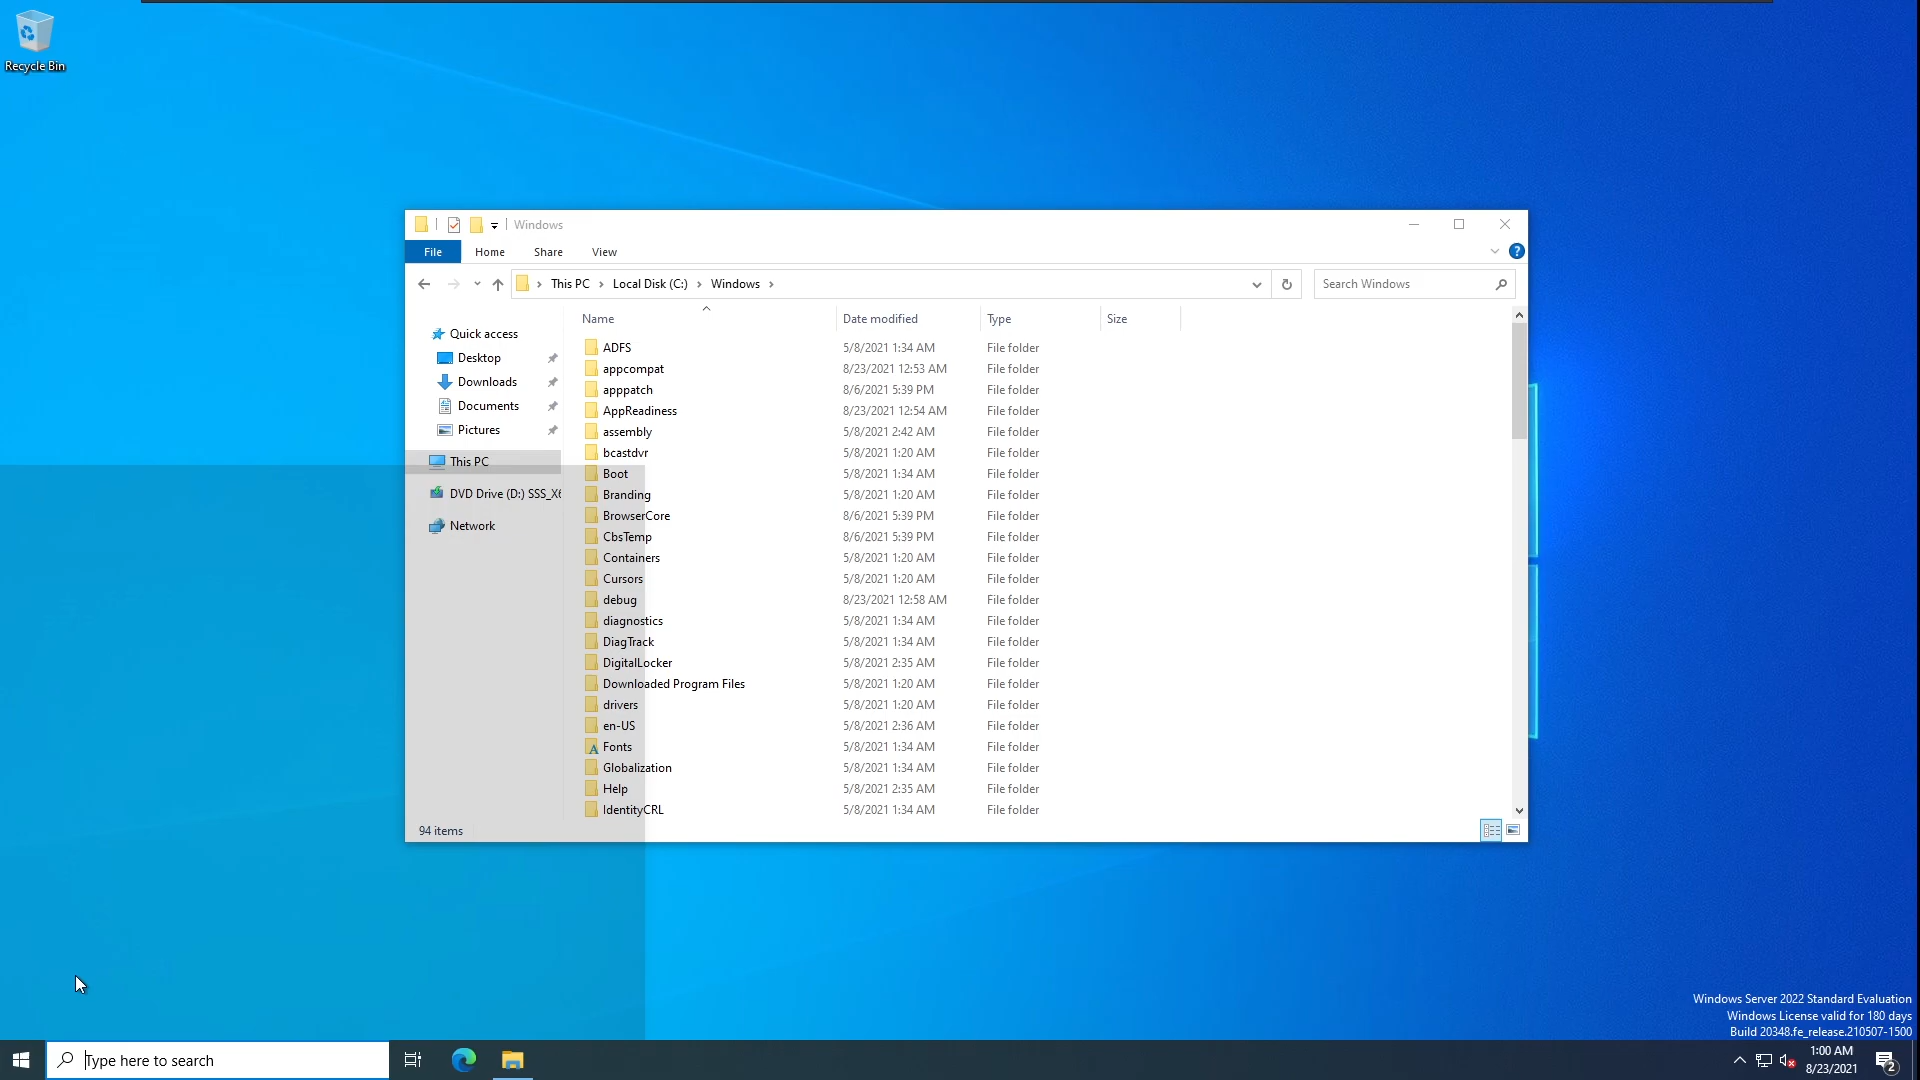 Recycle Bin
Windows
File Home Share View
This PC Local Disk (C:) Windows
Search Windows
Name Date modified Type Size
Quick access
Desktop
Downloads
Documents
Pictures
This PC
DVD Drive (D:) SSS_X6
Network
ADFS 5/8/2021 1:34 AM File folder
appcompat 8/23/2021 12:53 AM File folder
apppatch 8/6/2021 5:39 PM File folder
AppReadiness 8/23/2021 12:54 AM File folder
assembly 5/8/2021 2:42 AM File folder
bcastdvr 5/8/2021 1:20 AM File folder
Boot 5/8/2021 1:34 AM File folder
Branding 5/8/2021 1:20 AM File folder
BrowserCore 8/6/2021 5:39 PM File folder
CbsTemp 8/6/2021 5:39 PM File folder
Containers 5/8/2021 1:20 AM File folder
Cursors 5/8/2021 1:20 AM File folder
debug 8/23/2021 12:58 AM File folder
diagnostics 5/8/2021 1:34 AM File folder
DiagTrack 5/8/2021 1:34 AM File folder
DigitalLocker 5/8/2021 2:35 AM File folder
Downloaded Program Files 5/8/2021 1:20 AM File folder
drivers 5/8/2021 1:20 AM File folder
en-US 5/8/2021 2:36 AM File folder
Fonts 5/8/2021 1:34 AM File folder
Globalization 5/8/2021 1:34 AM File folder
Help 5/8/2021 2:35 AM File folder
IdentityCRL 5/8/2021 1:34 AM File folder
94 items
Windows Server 2022 Standard Evaluation
Windows License valid for 180 days
Build 20348.fe_release.210507-1500
Type here to search
1:00 AM
8/23/2021
2